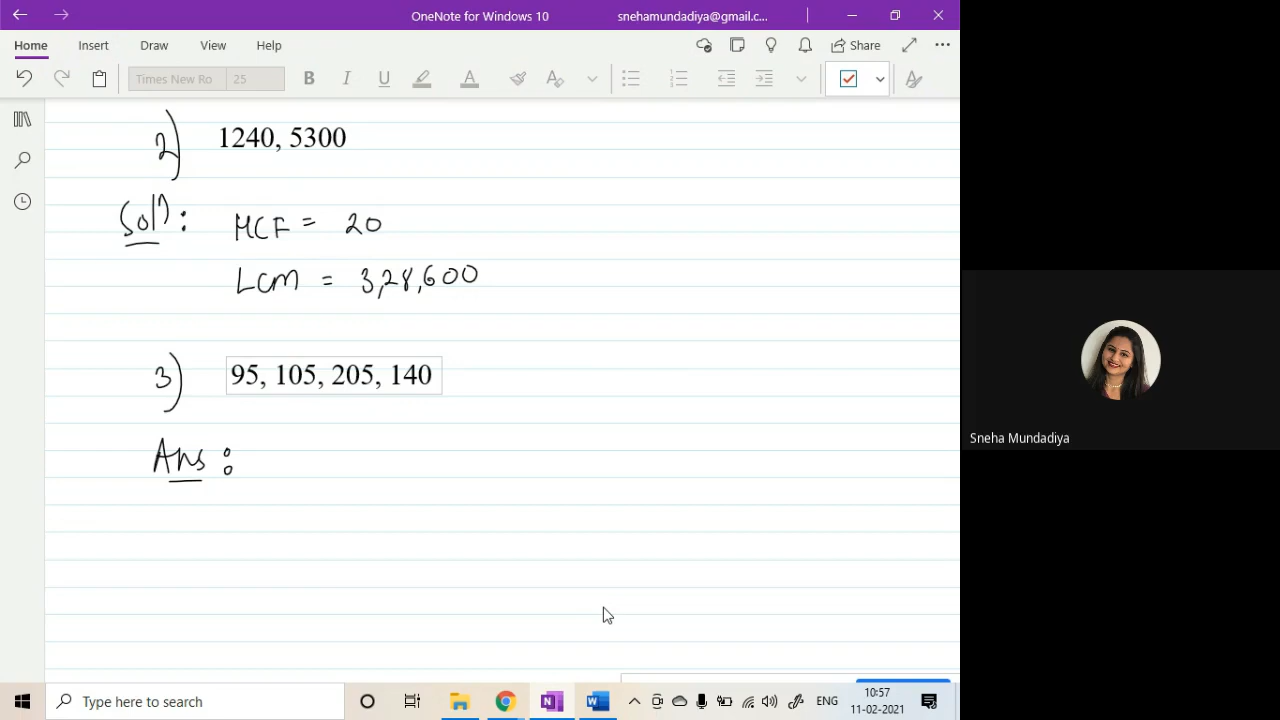 OneNote for Windows 10
snehamundadiya@gmail.c...
Home Insert Draw View Help
Share
Times New Ro 25
B I U A
2) 1240, 5300
Soln: HCF = 20
LCM = 3,28,600
3) 95, 105, 205, 140
Ans:
Sneha Mundadiya
Type here to search
ENG
10:57
11-02-2021